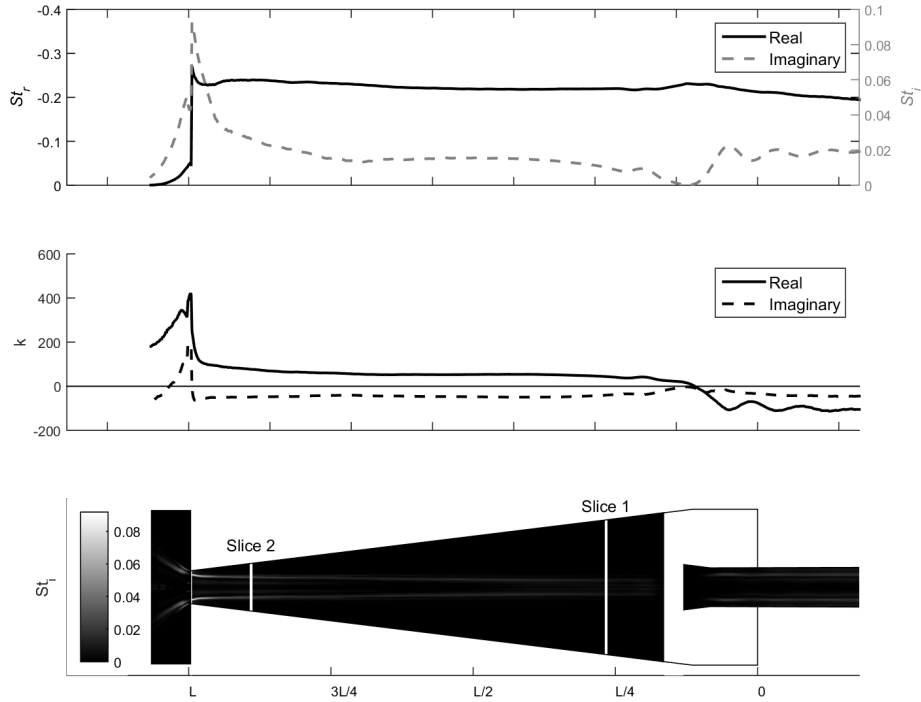 -0.4
-0.3
-0.2
-0.1
0
St_r
0.1
0.08
0.06
0.04
0.02
0
St_i
Real
Imaginary
600
400
200
0
-200
k
Real
Imaginary
St_i
0.08
0.06
0.04
0.02
0
Slice 2
Slice 1
L
3L/4
L/2
L/4
0